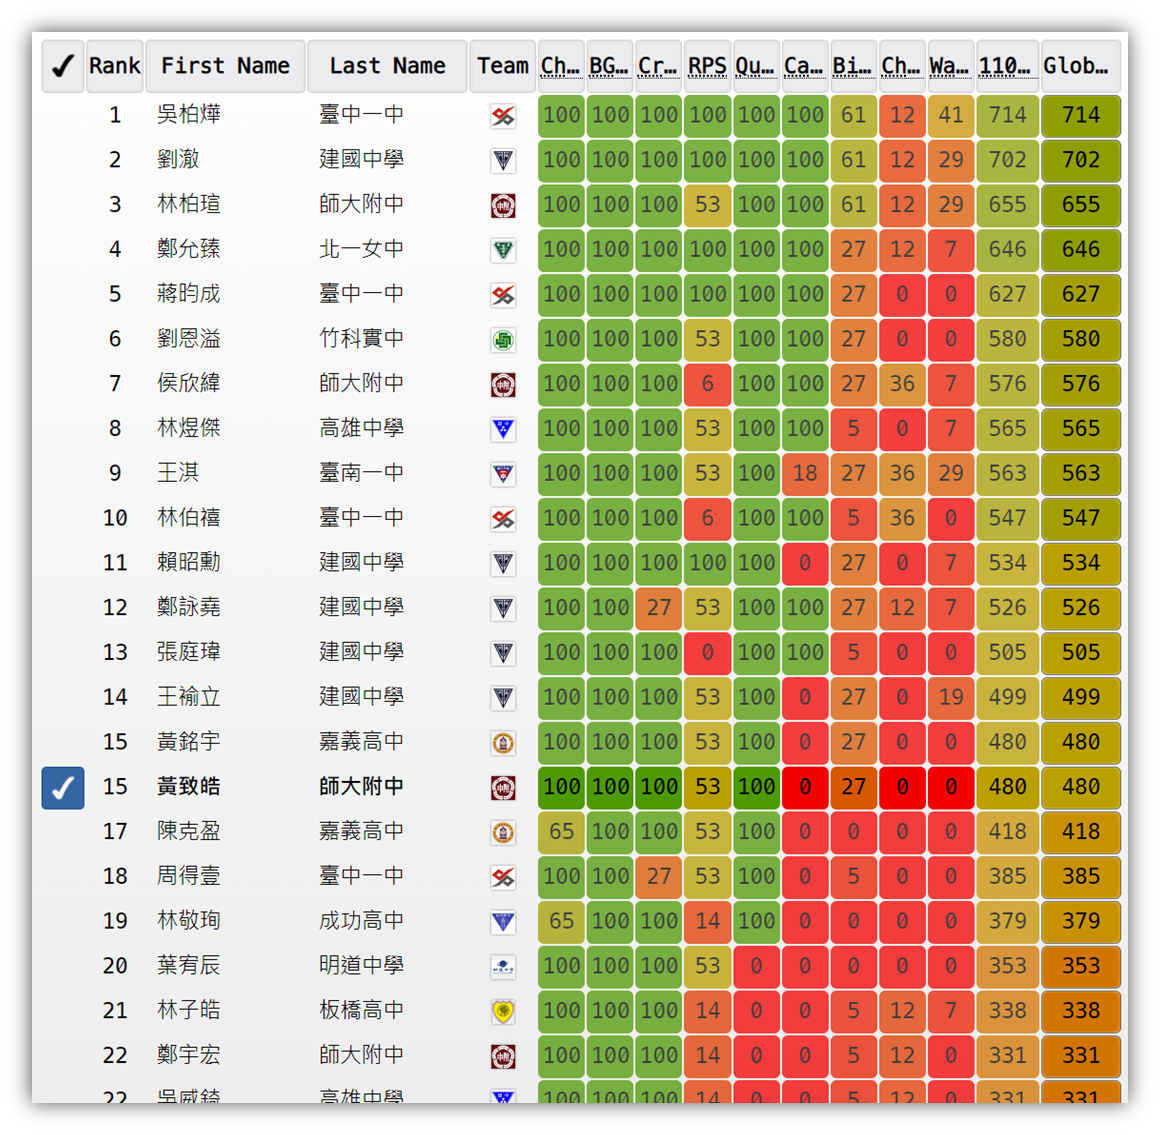 ✓ Rank First Name Last Name Team Ch... BG... Cr... RPS Qu... Ca... Bi... Ch... Wa... 110... Glob...
1 吳柏燁 臺中一中 100 100 100 100 100 100 61 12 41 714 714
2 劉澈 建國中學 100 100 100 100 100 100 61 12 29 702 702
3 林柏瑄 師大附中 100 100 100 53 100 100 61 12 29 655 655
4 鄭允臻 北一女中 100 100 100 100 100 100 27 12 7 646 646
5 蔣昀成 臺中一中 100 100 100 100 100 100 27 0 0 627 627
6 劉恩溢 竹科實中 100 100 100 53 100 100 27 0 0 580 580
7 侯欣緯 師大附中 100 100 100 6 100 100 27 36 7 576 576
8 林煜傑 高雄中學 100 100 100 53 100 100 5 0 7 565 565
9 王淇 臺南一中 100 100 100 53 100 18 27 36 29 563 563
10 林伯禧 臺中一中 100 100 100 6 100 100 5 36 0 547 547
11 賴昭勳 建國中學 100 100 100 100 100 0 27 0 7 534 534
12 鄭詠堯 建國中學 100 100 27 53 100 100 27 12 7 526 526
13 張庭瑋 建國中學 100 100 100 0 100 100 5 0 0 505 505
14 王褕立 建國中學 100 100 100 53 100 0 27 0 19 499 499
15 黃銘宇 嘉義高中 100 100 100 53 100 0 27 0 0 480 480
✓ 15 黃致皓 師大附中 100 100 100 53 100 0 27 0 0 480 480
17 陳克盈 嘉義高中 65 100 100 53 100 0 0 0 0 418 418
18 周得壹 臺中一中 100 100 27 53 100 0 5 0 0 385 385
19 林敬珣 成功高中 65 100 100 14 100 0 0 0 0 379 379
20 葉宥辰 明道中學 100 100 100 53 0 0 0 0 0 353 353
21 林子皓 板橋高中 100 100 100 14 0 0 5 12 7 338 338
22 鄭宇宏 師大附中 100 100 100 14 0 0 5 12 0 331 331
22 吳威錡 高雄中學 100 100 100 14 0 0 5 12 0 331 331